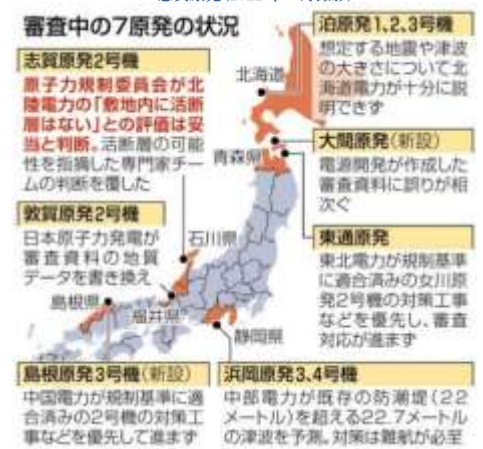 審査中の7原発の状況
志賀原発2号機
原子力規制委員会が北
陸電力の「敷地内に活断
層はない」との評価は妥
当と判断。活断層の可能
性を指摘した専門家チー
ムの判断を覆した
敦賀原発2号機
日本原子力発電が
審査資料の地質
データを書き換え
島根県
島根原発3号機(新設)
中国電力が規制基準に適
合済みの2号機の対策工
事などを優先して進まず
北海道
青森県
石川県
福井県
静岡県
泊原発1、2、3号機
想定する地震や津波
の大きさについて北
海道電力が十分に説
明できず
大間原発(新設)
電源開発が作成した
審査資料に誤りが相
次ぐ
東通原発
東北電力が規制基準
に適合済みの女川原
発2号機の対策工事
などを優先し、審査
対応が進まず
浜岡原発3、4号機
中部電力が既存の防潮堤(22
メートル)を超える22.7メートル
の津波を予測。対策は難航が必至